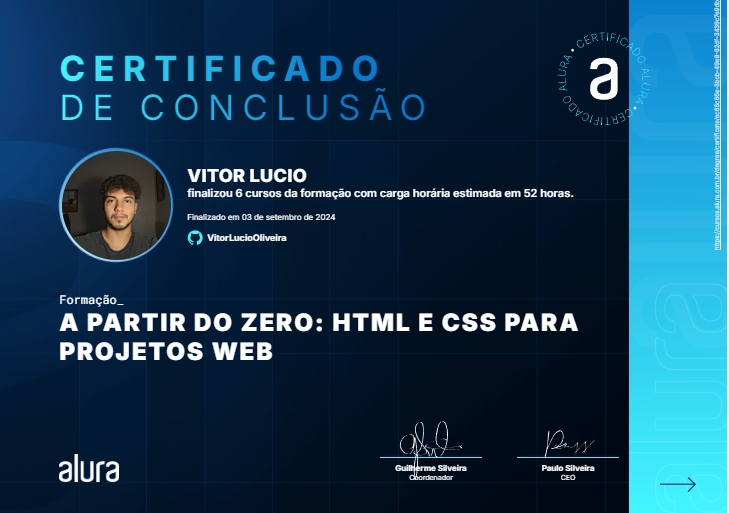 CERTIFICADO
DE CONCLUSÃO
• CERTIFICADO ALURA • CERTIFICADO ALURA
a
VITOR LUCIO
finalizou 6 cursos da formação com carga horária estimada em 52 horas.
Finalizado em 03 de setembro de 2024
VitorLucioOliveira
Formação_
A PARTIR DO ZERO: HTML E CSS PARA
PROJETOS WEB
alura
Guilherme Silveira
Coordenador
Paulo Silveira
CEO
alura